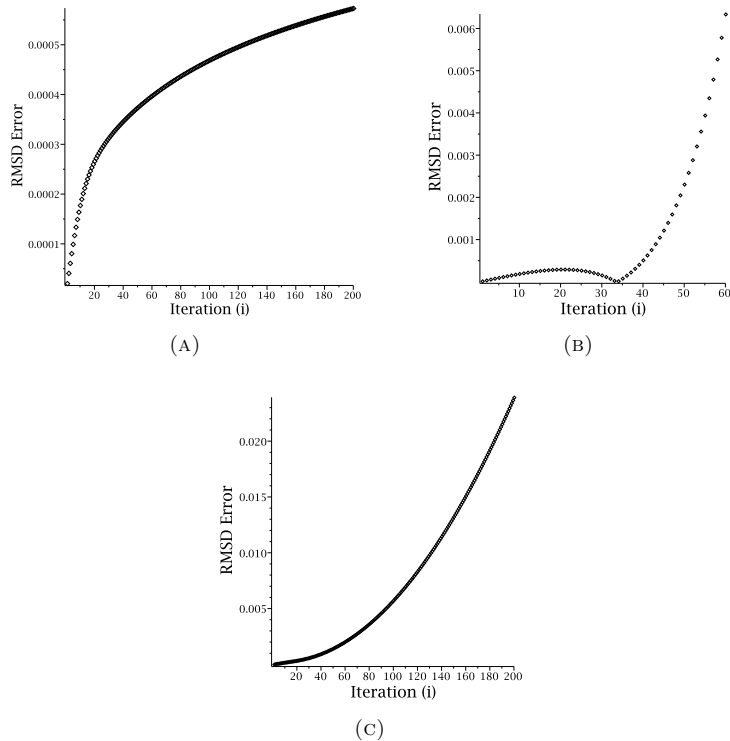 0.0005
0.0004
0.0003
0.0002
0.0001
RMSD Error
20 40 60 80 100 120 140 160 180 200
Iteration (i)
(A)
0.006
0.005
0.004
0.003
0.002
0.001
RMSD Error
10 20 30 40 50 60
Iteration (i)
(B)
0.020
0.015
0.010
0.005
RMSD Error
20 40 60 80 100 120 140 160 180 200
Iteration (i)
(C)